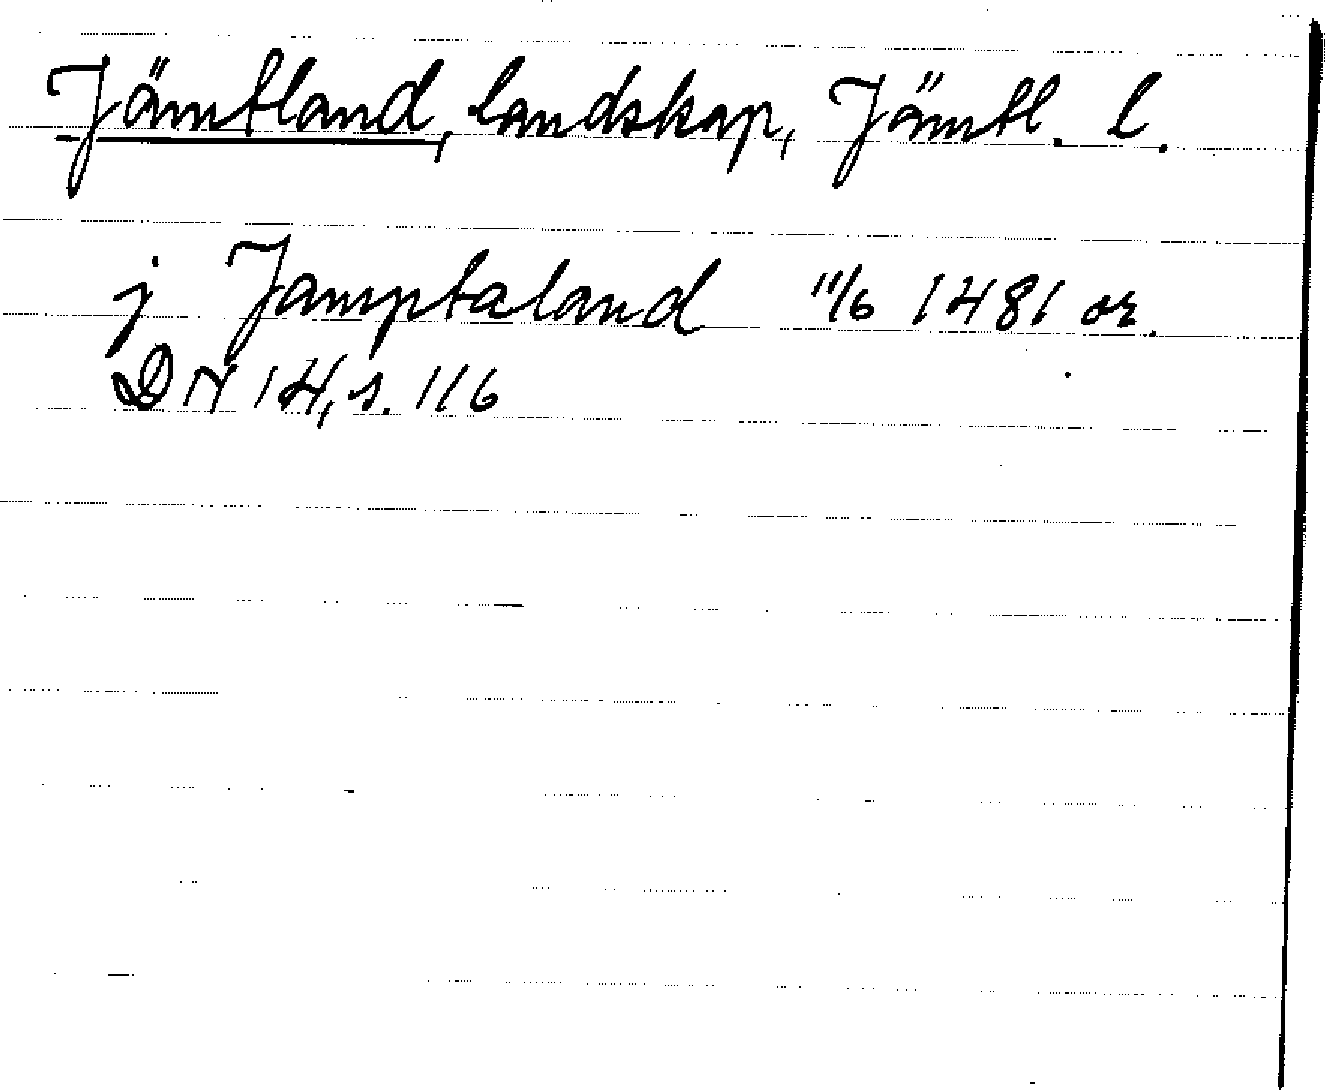 Jämtland, landskap, Jämtl. l.
j Jamptaland 11/6 1481 or.
DN 14, s. 116